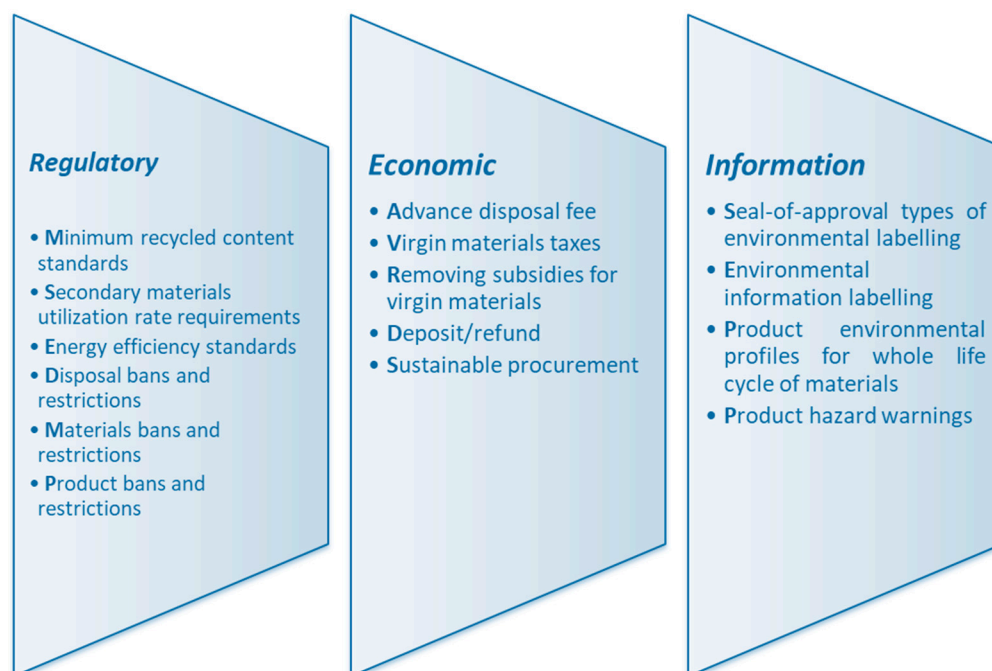 Regulatory
• Minimum recycled content
standards
• Secondary materials
utilization rate requirements
• Energy efficiency standards
• Disposal bans and
restrictions
• Materials bans and
restrictions
• Product bans and
restrictions
Economic
• Advance disposal fee
• Virgin materials taxes
• Removing subsidies for
virgin materials
• Deposit/refund
• Sustainable procurement
Information
• Seal-of-approval types of
environmental labelling
• Environmental
information labelling
• Product environmental
profiles for whole life
cycle of materials
• Product hazard warnings